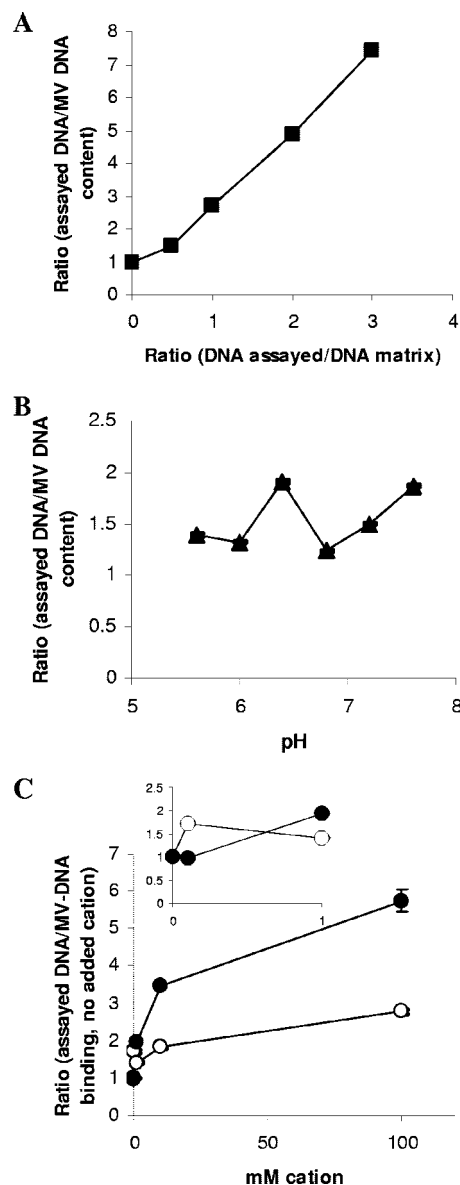 A
Ratio (assayed DNA/MV DNA
content)
8
7
6
5
4
3
2
1
0
0 1 2 3 4
Ratio (DNA assayed/DNA matrix)
B
Ratio (assayed DNA/MV DNA
content)
2.5
2
1.5
1
0.5
0
5 6 7 8
pH
C
2.5
2
1.5
1
0.5
0
0 1
Ratio (assayed DNA/MV-DNA
binding, no added cation)
7
6
5
4
3
2
1
0
0 50 100
mM cation